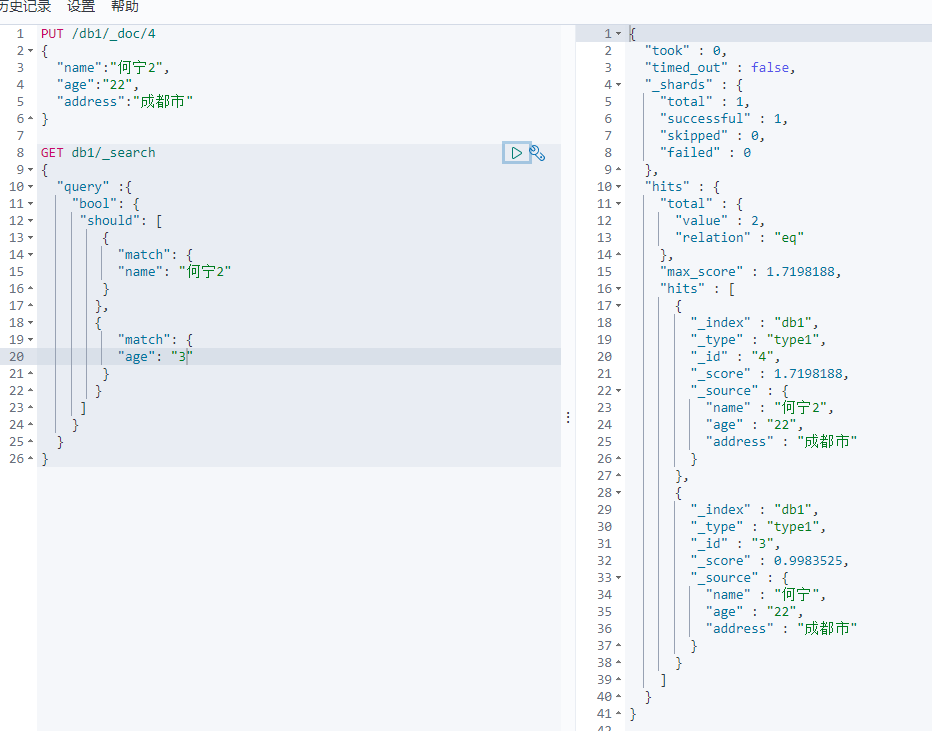 历史记录 设置 帮助
1 PUT /db1/_doc/4
2 {
3 "name":"何宁2",
4 "age":"22",
5 "address":"成都市"
6 }
7
8 GET db1/_search
9 {
10 "query" :{
11 "bool": {
12 "should": [
13 {
14 "match": {
15 "name": "何宁2"
16 }
17 },
18 {
19 "match": {
20 "age": "3"
21 }
22 }
23 ]
24 }
25 }
26 }
1 {
2 "took" : 0,
3 "timed_out" : false,
4 "_shards" : {
5 "total" : 1,
6 "successful" : 1,
7 "skipped" : 0,
8 "failed" : 0
9 },
10 "hits" : {
11 "total" : {
12 "value" : 2,
13 "relation" : "eq"
14 },
15 "max_score" : 1.7198188,
16 "hits" : [
17 {
18 "_index" : "db1",
19 "_type" : "type1",
20 "_id" : "4",
21 "_score" : 1.7198188,
22 "_source" : {
23 "name" : "何宁2",
24 "age" : "22",
25 "address" : "成都市"
26 }
27 },
28 {
29 "_index" : "db1",
30 "_type" : "type1",
31 "_id" : "3",
32 "_score" : 0.9983525,
33 "_source" : {
34 "name" : "何宁",
35 "age" : "22",
36 "address" : "成都市"
37 }
38 }
39 ]
40 }
41 }
42